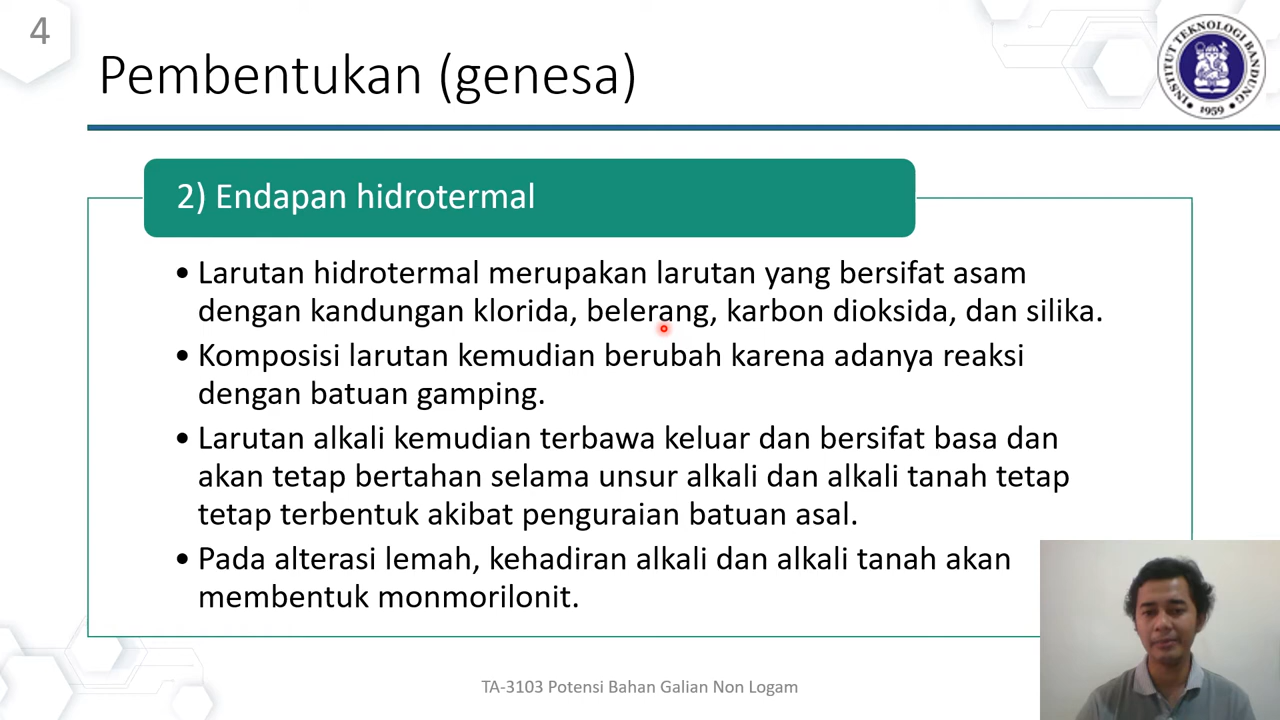 4
Pembentukan (genesa)
INSTITUT TEKNOLOGI BANDUNG
1959
2) Endapan hidrotermal
• Larutan hidrotermal merupakan larutan yang bersifat asam
dengan kandungan klorida, belerang, karbon dioksida, dan silika.
• Komposisi larutan kemudian berubah karena adanya reaksi
dengan batuan gamping.
• Larutan alkali kemudian terbawa keluar dan bersifat basa dan
akan tetap bertahan selama unsur alkali dan alkali tanah tetap
tetap terbentuk akibat penguraian batuan asal.
• Pada alterasi lemah, kehadiran alkali dan alkali tanah akan
membentuk monmorilonit.
TA-3103 Potensi Bahan Galian Non Logam